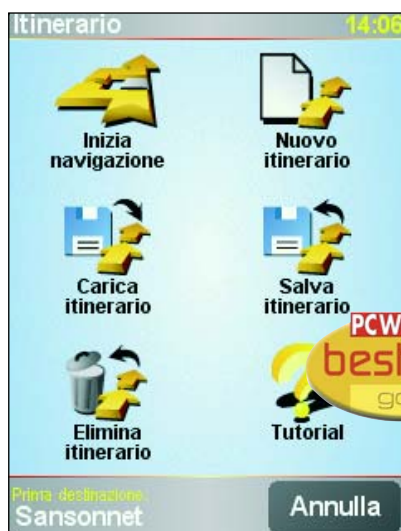 Itinerario 14:06
Inizia
navigazione
Nuovo
itinerario
Carica
itinerario
Salva
itinerario
PCW
Elimina
itinerario
Tutorial
Prima destinazione:
Sansonnet
Annulla